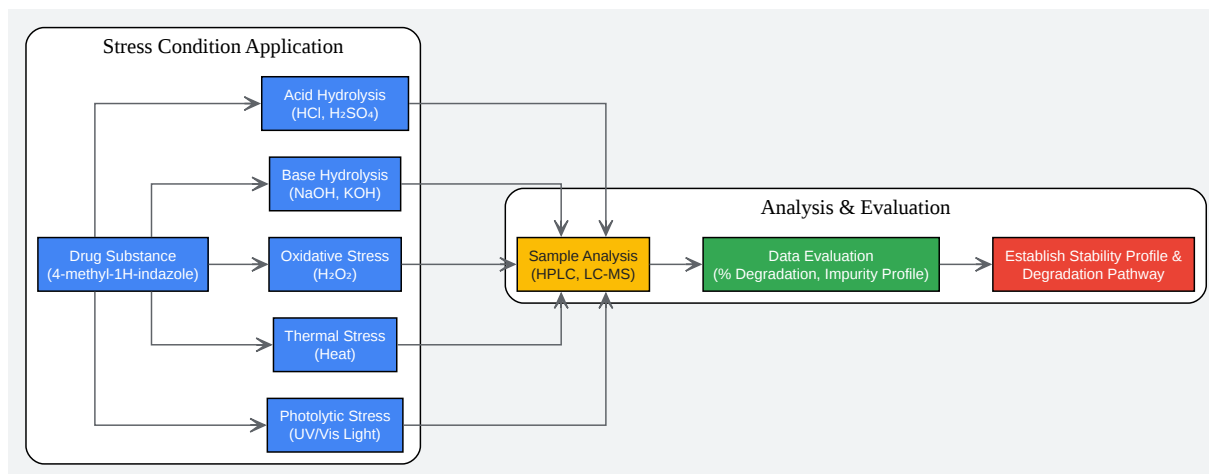 Stress Condition Application
Acid Hydrolysis
(HCl, H₂SO₄)
Base Hydrolysis
(NaOH, KOH)
Drug Substance
(4-methyl-1H-indazole)
Oxidative Stress
(H₂O₂)
Thermal Stress
(Heat)
Photolytic Stress
(UV/Vis Light)
Analysis & Evaluation
Sample Analysis
(HPLC, LC-MS)
Data Evaluation
(% Degradation, Impurity Profile)
Establish Stability Profile &
Degradation Pathway